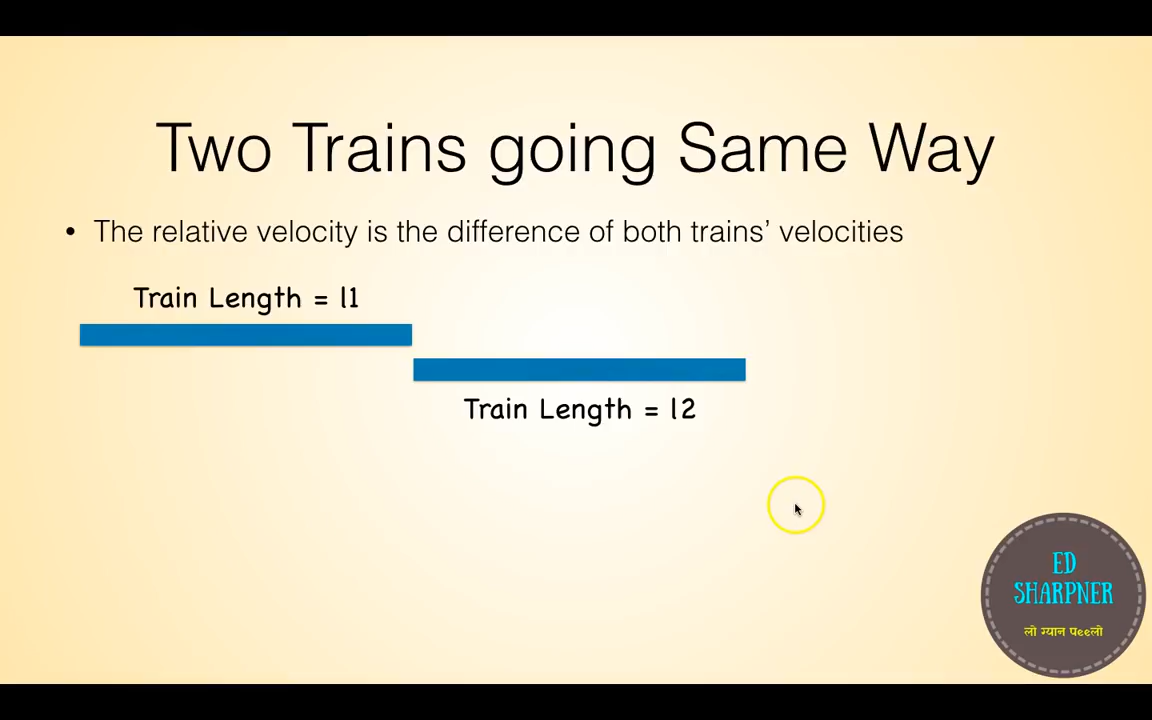 Two Trains going Same Way
• The relative velocity is the difference of both trains’ velocities
Train Length = l1
Train Length = l2
ED
SHARPNER
लो ग्यान पeeलो